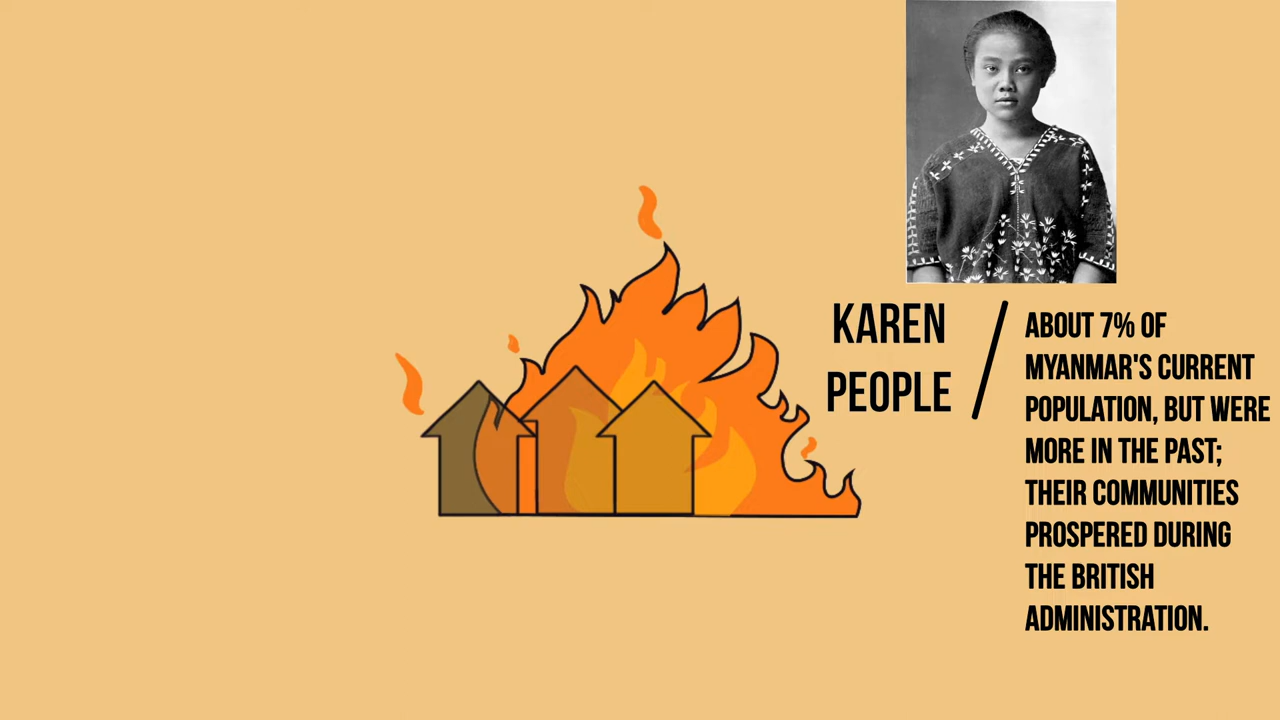 KAREN
PEOPLE
ABOUT 7% OF
MYANMAR'S CURRENT
POPULATION, BUT WERE
MORE IN THE PAST;
THEIR COMMUNITIES
PROSPERED DURING
THE BRITISH
ADMINISTRATION.